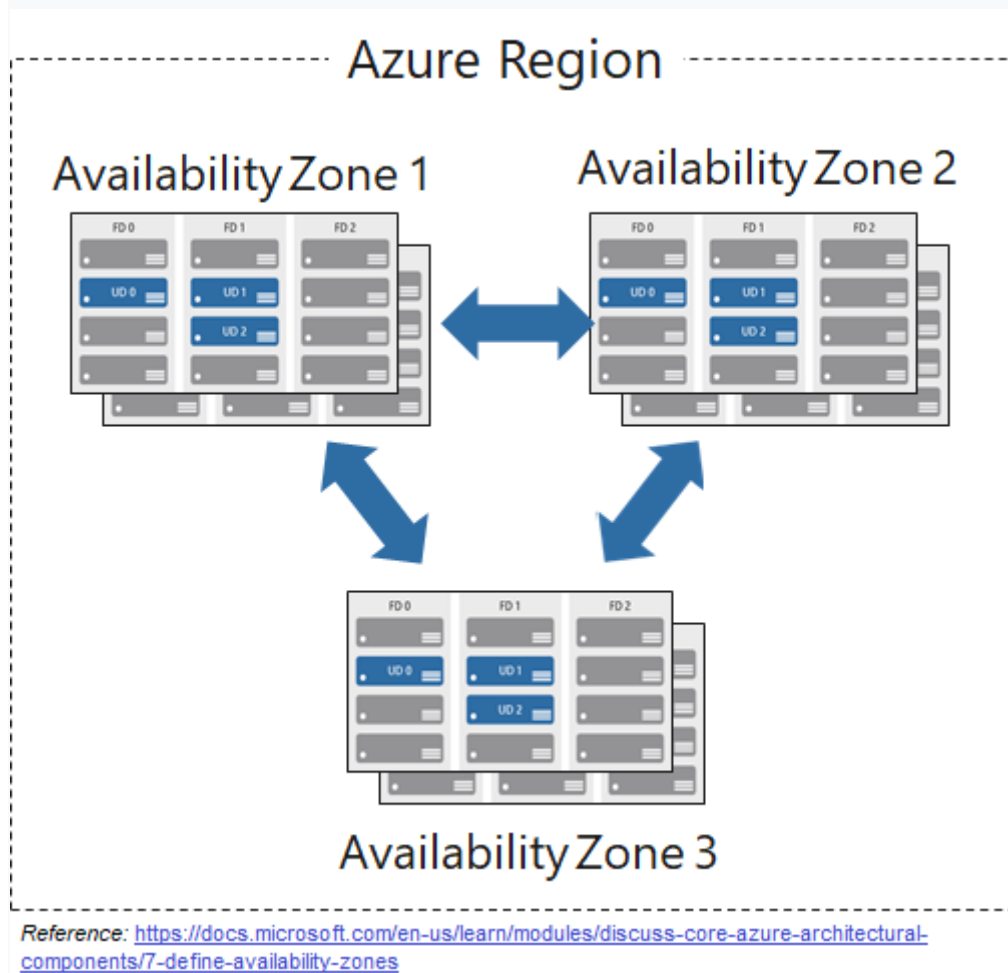 Azure Region
Availability Zone 1
Availability Zone 2
FD 0 FD 1 FD 2
UD 0 UD 1
UD 2
FD 0 FD 1 FD 2
UD 0 UD 1
UD 2
FD 0 FD 1 FD 2
UD 0 UD 1
UD 2
Availability Zone 3
Reference: https://docs.microsoft.com/en-us/learn/modules/discuss-core-azure-architectural-
components/7-define-availability-zones